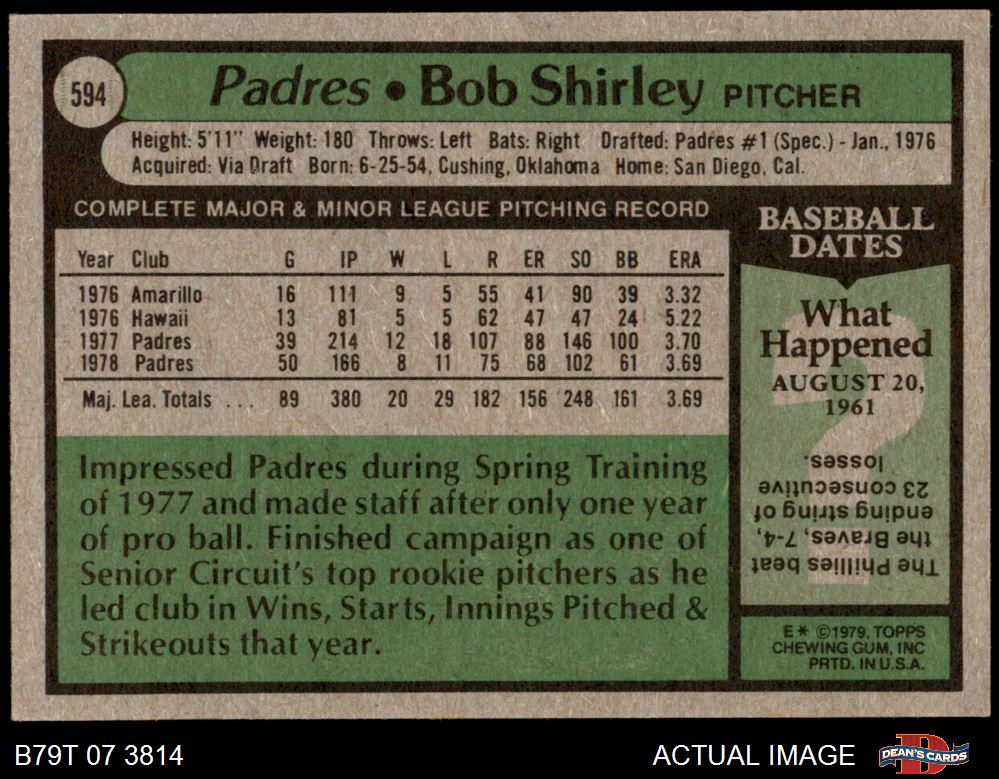 594
Padres • Bob Shirley PITCHER
Height: 5'11" Weight: 180 Throws: Left Bats: Right Drafted: Padres #1 (Spec.) - Jan., 1976
Acquired: Via Draft Born: 6-25-54, Cushing, Oklahoma Home: San Diego, Cal.
COMPLETE MAJOR & MINOR LEAGUE PITCHING RECORD
Year Club G IP W L R ER SO BB ERA
1976 Amarillo 16 111 9 5 55 41 90 39 3.32
1976 Hawaii 13 81 5 5 62 47 47 24 5.22
1977 Padres 39 214 12 18 107 88 146 100 3.70
1978 Padres 50 166 8 11 75 68 102 61 3.69
Maj. Lea. Totals ... 89 380 20 29 182 156 248 161 3.69
Impressed Padres during Spring Training
of 1977 and made staff after only one year
of pro ball. Finished campaign as one of
Senior Circuit's top rookie pitchers as he
led club in Wins, Starts, Innings Pitched &
Strikeouts that year.
BASEBALL
DATES
What
Happened
AUGUST 20,
1961
?
The Phillies beat
the Braves, 7-4,
ending string of
23 consecutive
losses.
E* ©1979, TOPPS
CHEWING GUM, INC
PRTD. IN U.S.A.
B79T 07 3814
ACTUAL IMAGE
D
DEAN'S CARDS